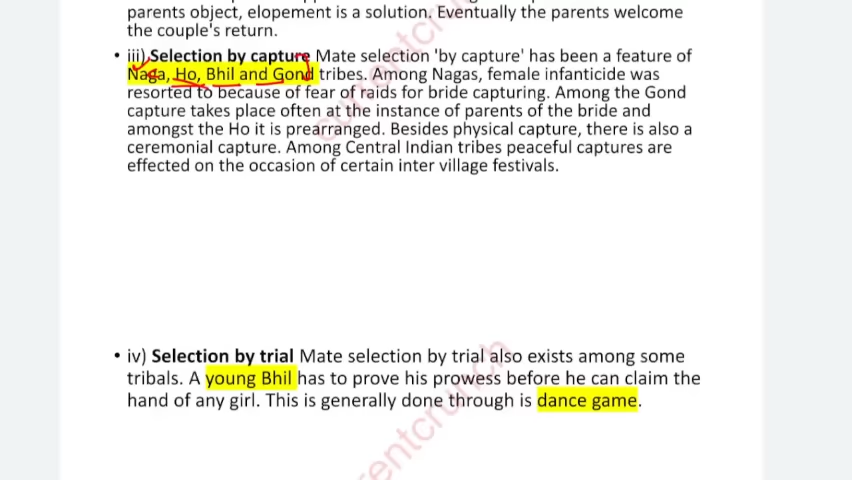 parents object, elopement is a solution. Eventually the parents welcome
the couple's return.
• iii) Selection by capture Mate selection 'by capture' has been a feature of
Naga, Ho, Bhil and Gond tribes. Among Nagas, female infanticide was
resorted to because of fear of raids for bride capturing. Among the Gond
capture takes place often at the instance of parents of the bride and
amongst the Ho it is prearranged. Besides physical capture, there is also a
ceremonial capture. Among Central Indian tribes peaceful captures are
effected on the occasion of certain inter village festivals.
• iv) Selection by trial Mate selection by trial also exists among some
tribals. A young Bhil has to prove his prowess before he can claim the
hand of any girl. This is generally done through is dance game.
currentcrunch